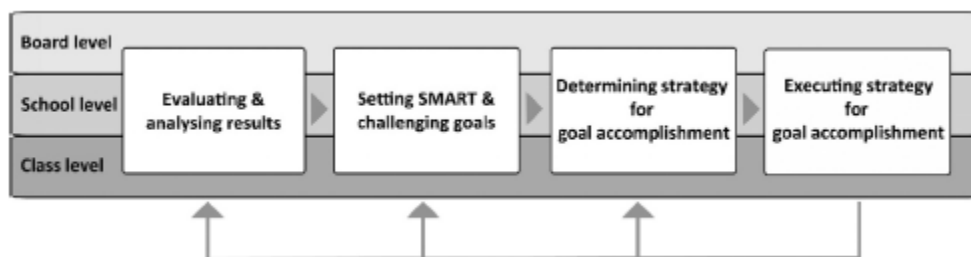 Board level
School level
Class level
Evaluating &
analysing results
Setting SMART &
challenging goals
Determining strategy
for
goal accomplishment
Executing strategy
for
goal accomplishment